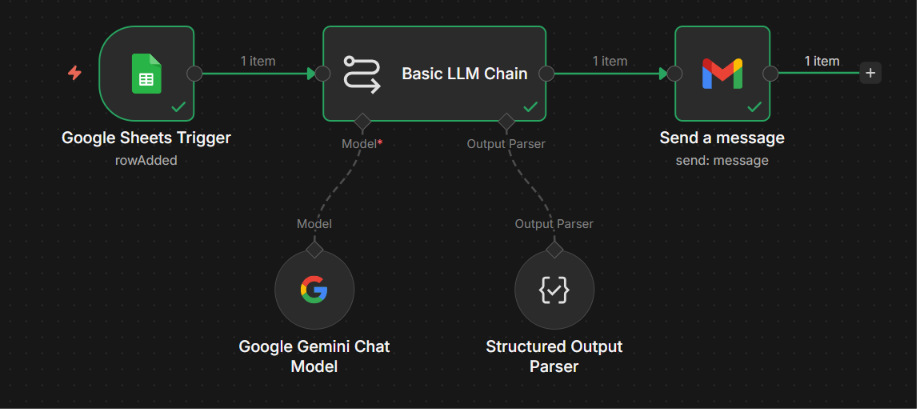 1 item
1 item
1 item
Basic LLM Chain
Google Sheets Trigger
rowAdded
Model*
Output Parser
Send a message
send: message
Model
Output Parser
Google Gemini Chat
Model
Structured Output
Parser